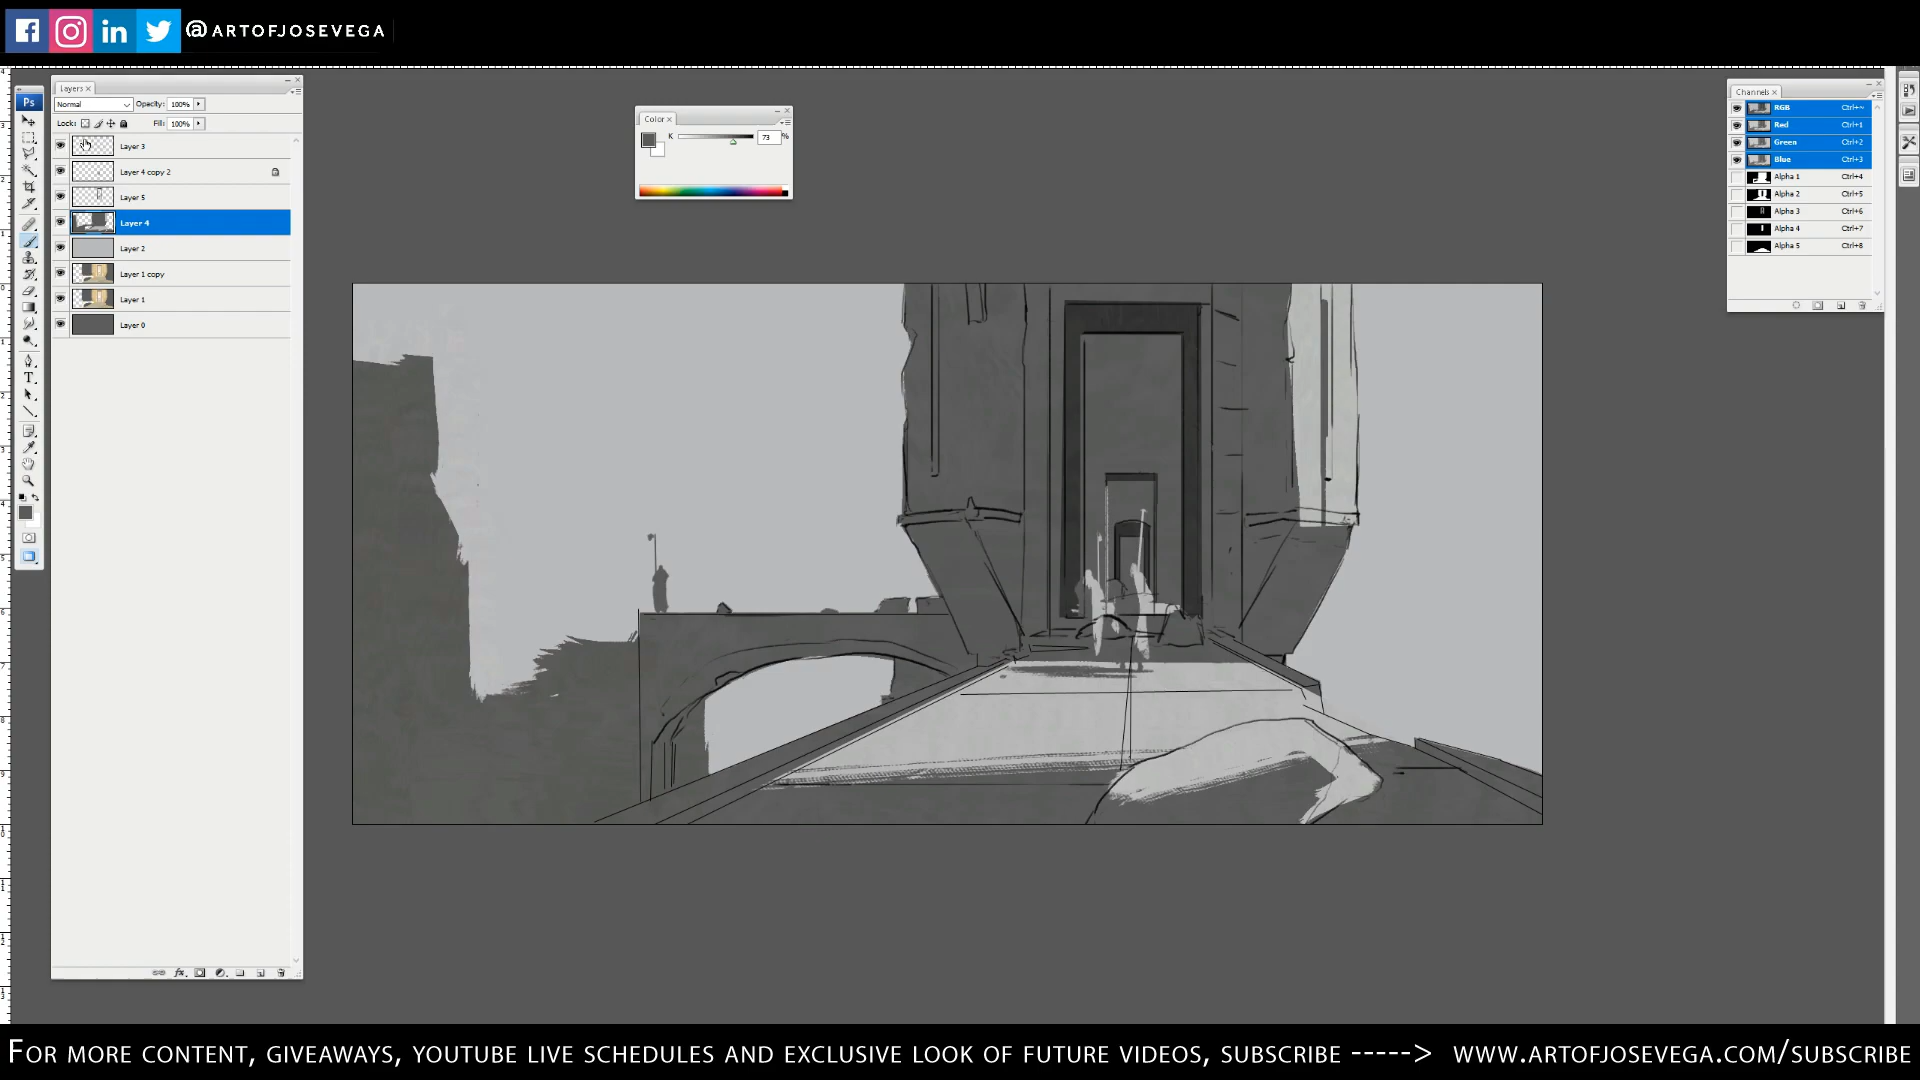 @ARTOFJOSEVEGA
Layers
Normal Opacity: 100%
Lock: Fill: 100%
Layer 3
Layer 4 copy 2
Layer 5
Layer 4
Layer 2
Layer 1 copy
Layer 1
Layer 0
Ps
T
Color
K 73 %
Channels
RGB Ctrl+~
Red Ctrl+1
Green Ctrl+2
Blue Ctrl+3
Alpha 1 Ctrl+4
Alpha 2 Ctrl+5
Alpha 3 Ctrl+6
Alpha 4 Ctrl+7
Alpha 5 Ctrl+8
FOR MORE CONTENT, GIVEAWAYS, YOUTUBE LIVE SCHEDULES AND EXCLUSIVE LOOK OF FUTURE VIDEOS, SUBSCRIBE -----> WWW.ARTOFJOSEVEGA.COM/SUBSCRIBE